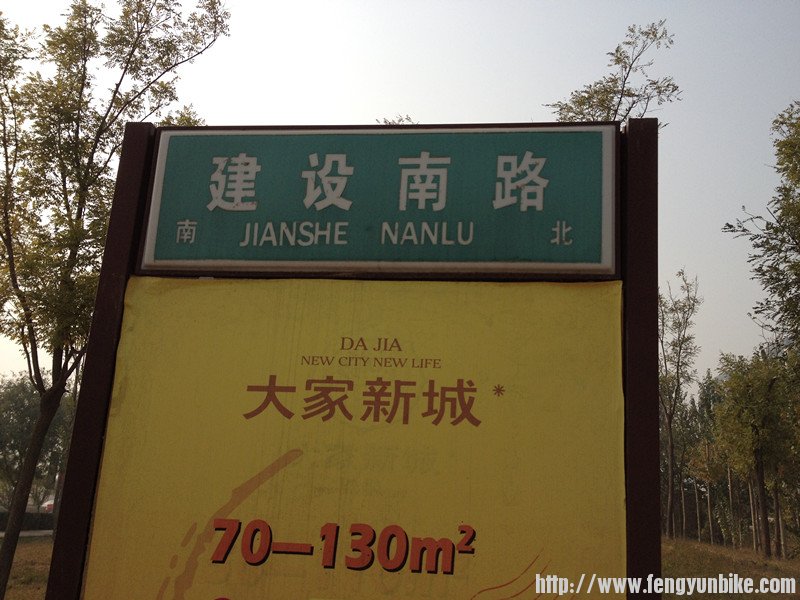 建设南路
南 JIANSHE NANLU 北
DA JIA
NEW CITY NEW LIFE
大家新城*
70—130m²
http://www.fengyunbike.com